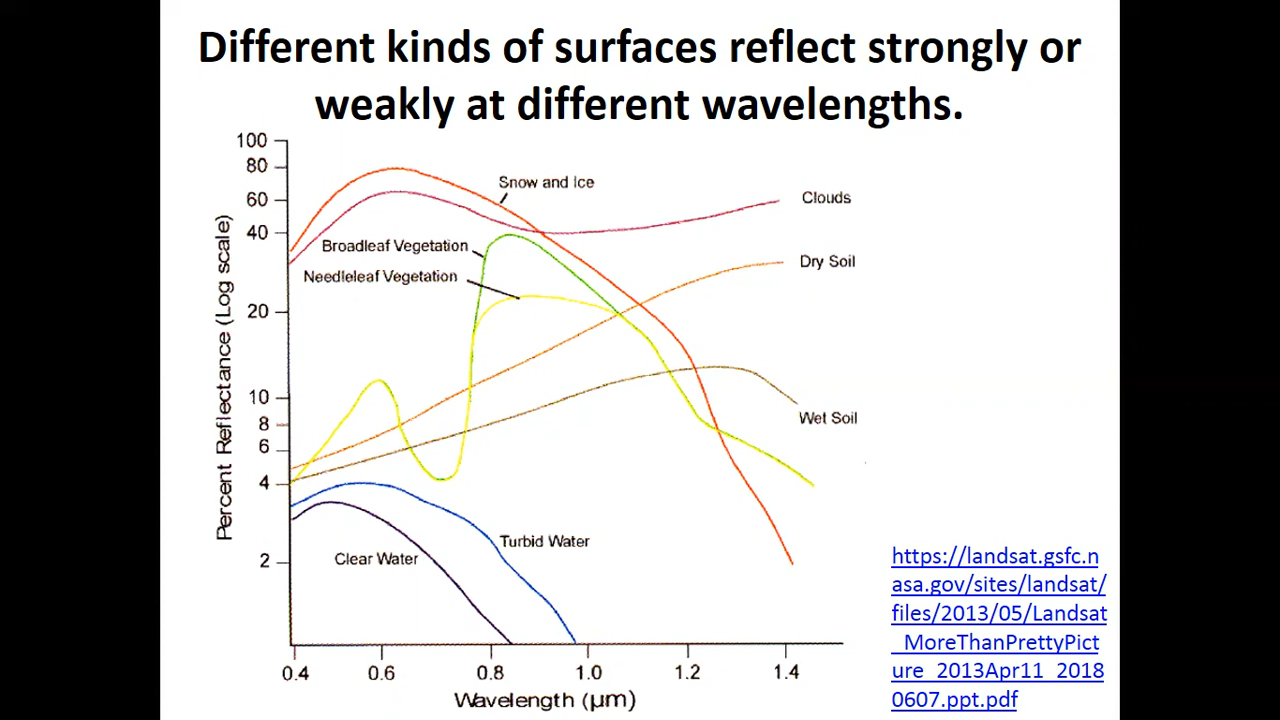 Different kinds of surfaces reflect strongly or
weakly at different wavelengths.
100
80
60
40
20
10
8
6
4
2
Percent Reflectance (Log scale)
Snow and Ice
Clouds
Broadleaf Vegetation
Needleleaf Vegetation
Dry Soil
Wet Soil
Turbid Water
Clear Water
0.4 0.6 0.8 1.0 1.2 1.4
Wavelength (μm)
https://landsat.gsfc.n
asa.gov/sites/landsat/
files/2013/05/Landsat
_MoreThanPrettyPict
ure_2013Apr11_2018
0607.ppt.pdf